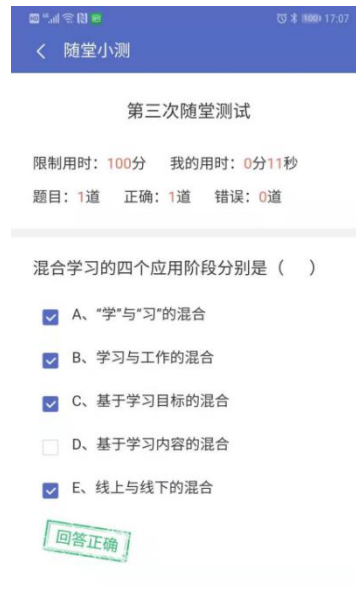 17:07
随堂小测
第三次随堂测试
限制用时：100分 我的用时：0分11秒
题目：1道 正确：1道 错误：0道
混合学习的四个应用阶段分别是（ ）
A、“学”与“习”的混合
B、学习与工作的混合
C、基于学习目标的混合
D、基于学习内容的混合
E、线上与线下的混合
回答正确